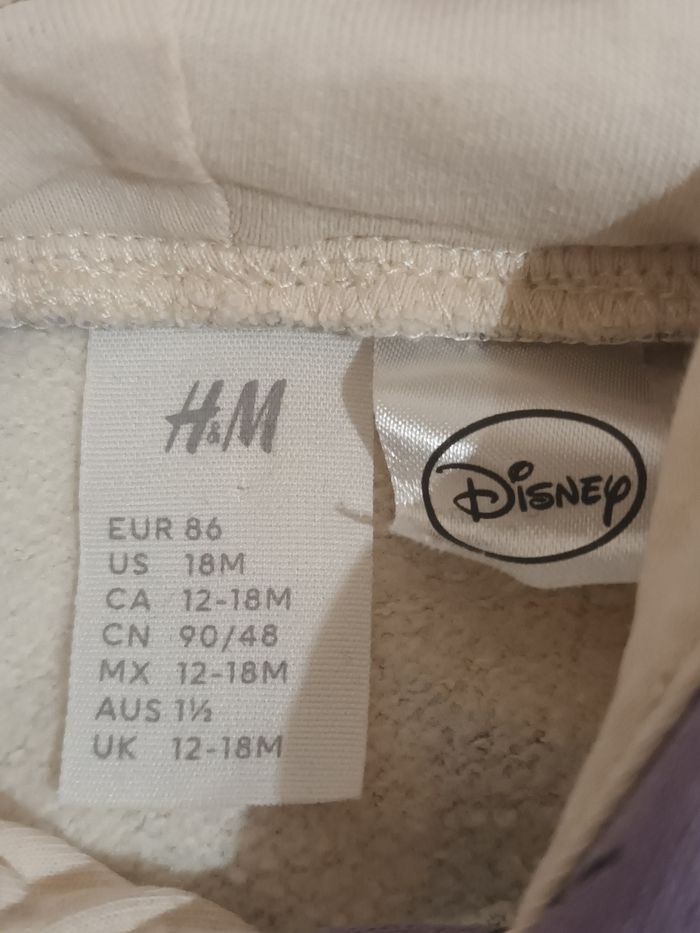 H&M
EUR 86
US 18M
CA 12-18M
CN 90/48
MX 12-18M
AUS 1½
UK 12-18M
Disney